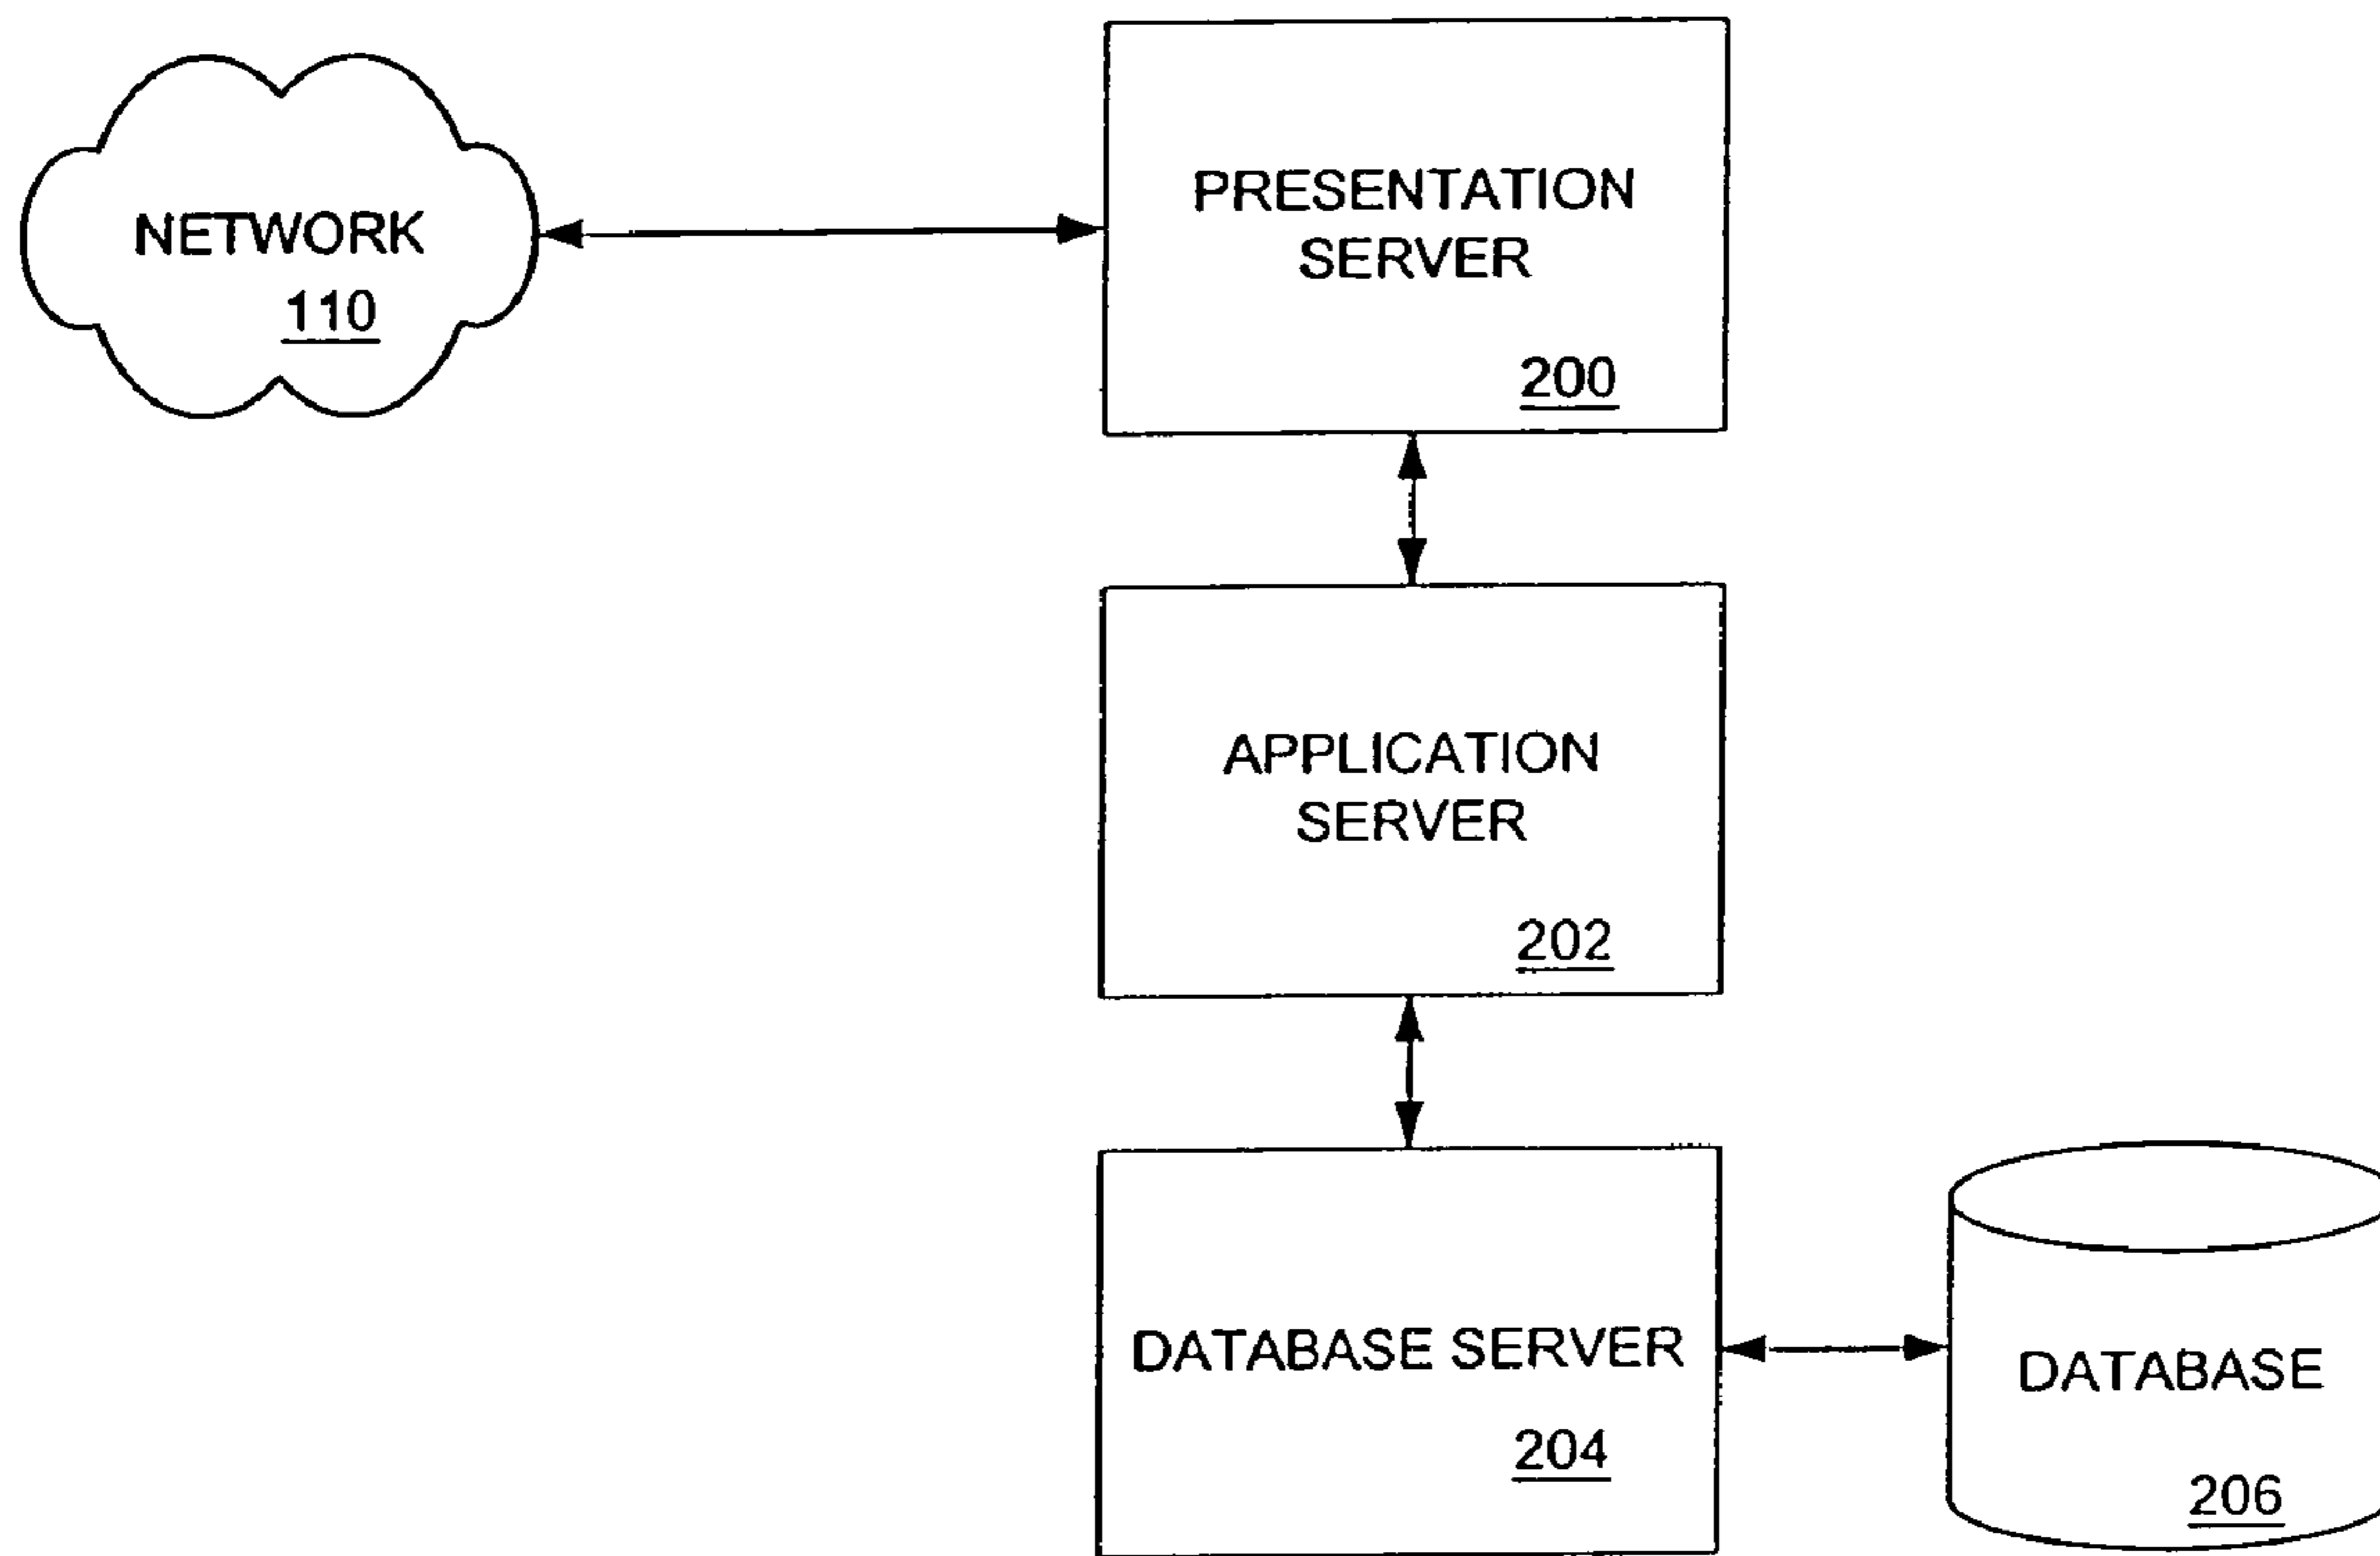 NETWORK
110
PRESENTATION
SERVER
200
APPLICATION
SERVER
202
DATABASE SERVER
204
DATABASE
206